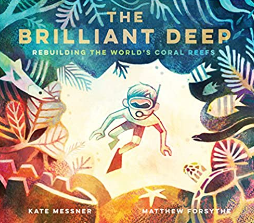 THE
BRILLIANT DEEP
REBUILDING THE WORLD'S CORAL REEFS
KATE MESSNER MATTHEW FORSYTHE